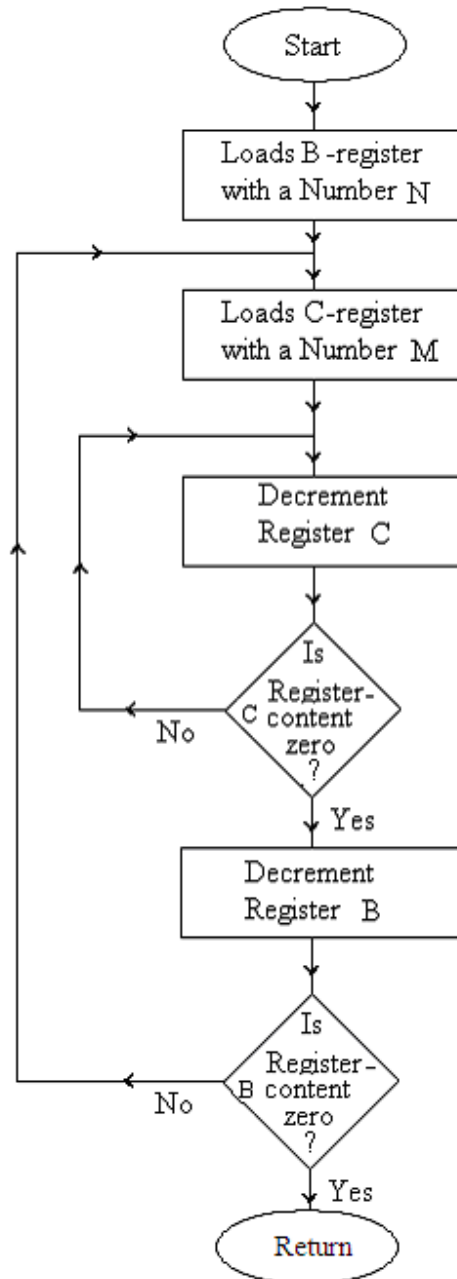 Start
Loads B-register
with a Number N
Loads C-register
with a Number M
Decrement
Register C
Is
Register-
C content
zero
?
No
Yes
Decrement
Register B
Is
Register-
B content
zero
?
No
Yes
Return